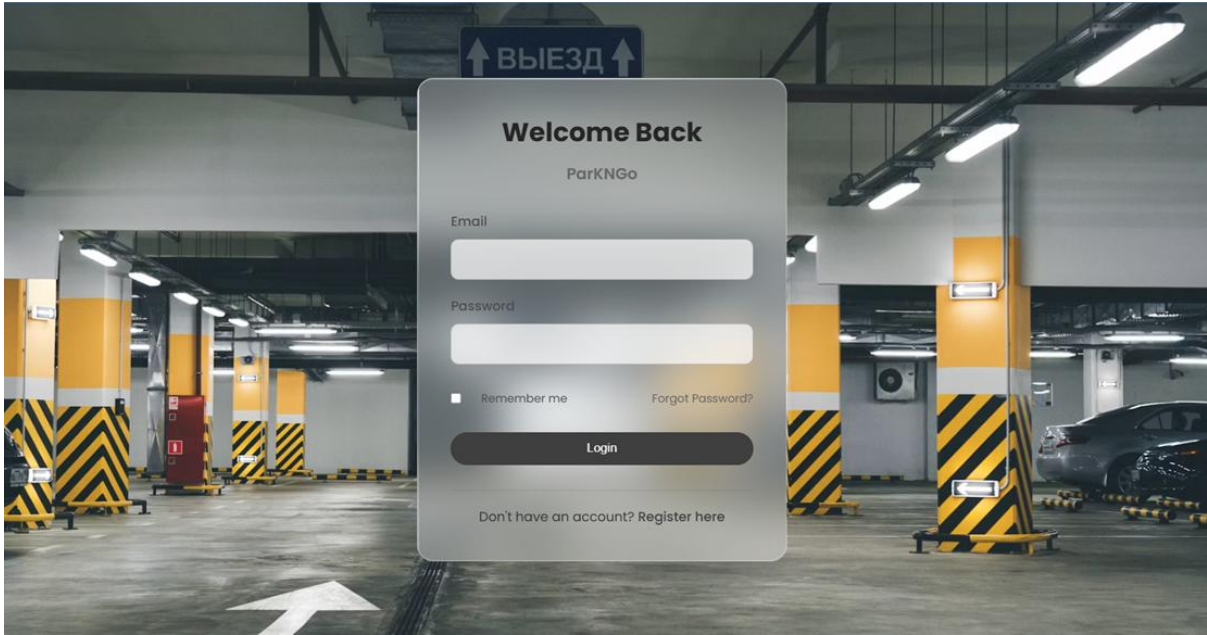 ВЫЕЗД
Welcome Back
ParKNGo
Email
Password
Remember me Forgot Password?
Login
Don't have an account? Register here